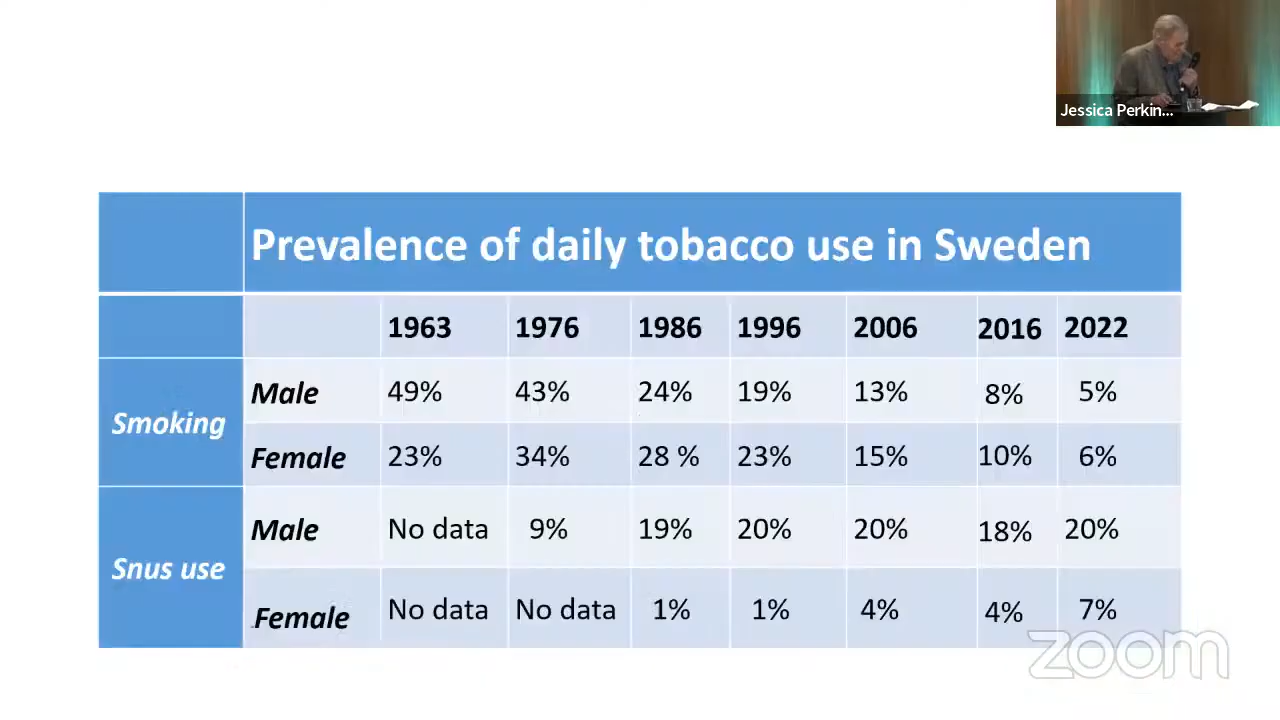 Jessica Perkin...
Prevalence of daily tobacco use in Sweden
1963 1976 1986 1996 2006 2016 2022
Smoking
Male 49% 43% 24% 19% 13% 8% 5%
Female 23% 34% 28 % 23% 15% 10% 6%
Snus use
Male No data 9% 19% 20% 20% 18% 20%
Female No data No data 1% 1% 4% 4% 7%
zoom